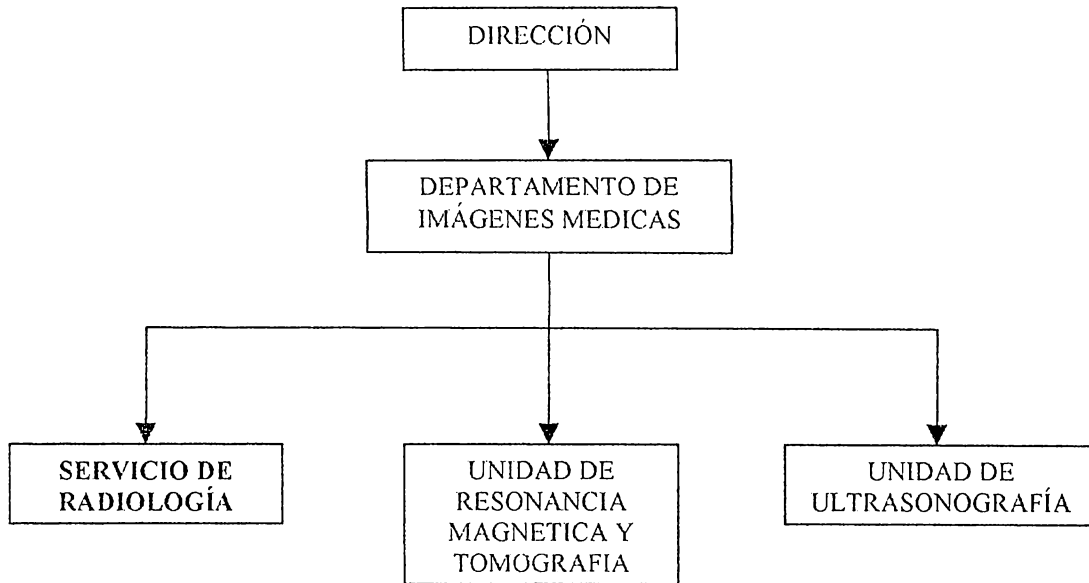 DIRECCIÓN
DEPARTAMENTO DE
IMÁGENES MEDICAS
SERVICIO DE
RADIOLOGÍA
UNIDAD DE
RESONANCIA
MAGNETICA Y
TOMOGRAFIA
UNIDAD DE
ULTRASONOGRAFÍA